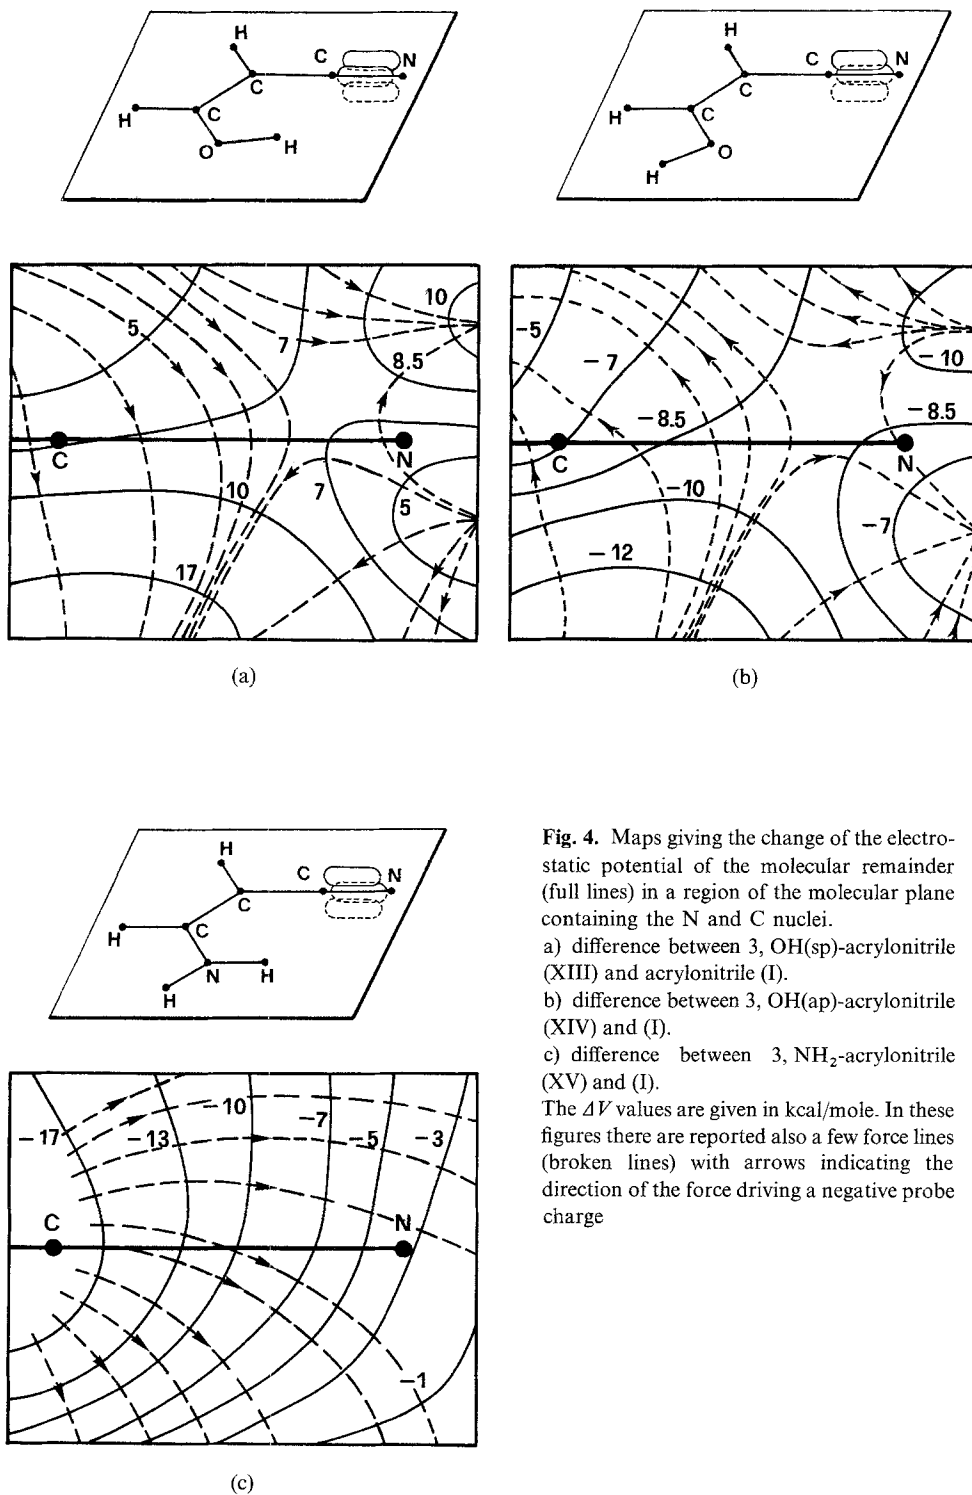 H
C
N
C
H
C
O
H
H
C
N
C
H
C
O
H
10
5
7
8.5
C
N
10
7
5
17
(a)
-5
-7
-10
-8.5
-8.5
C
N
-10
-7
-12
(b)
H
C
N
C
H
C
N
H
H
-17
-13
-10
-7
-5
-3
C
N
-1
(c)
Fig. 4. Maps giving the change of the electro-
static potential of the molecular remainder
(full lines) in a region of the molecular plane
containing the N and C nuclei.
a) difference between 3, OH(sp)-acrylonitrile
(XIII) and acrylonitrile (I).
b) difference between 3, OH(ap)-acrylonitrile
(XIV) and (I).
c) difference between 3, NH₂-acrylonitrile
(XV) and (I).
The ΔV values are given in kcal/mole. In these
figures there are reported also a few force lines
(broken lines) with arrows indicating the
direction of the force driving a negative probe
charge